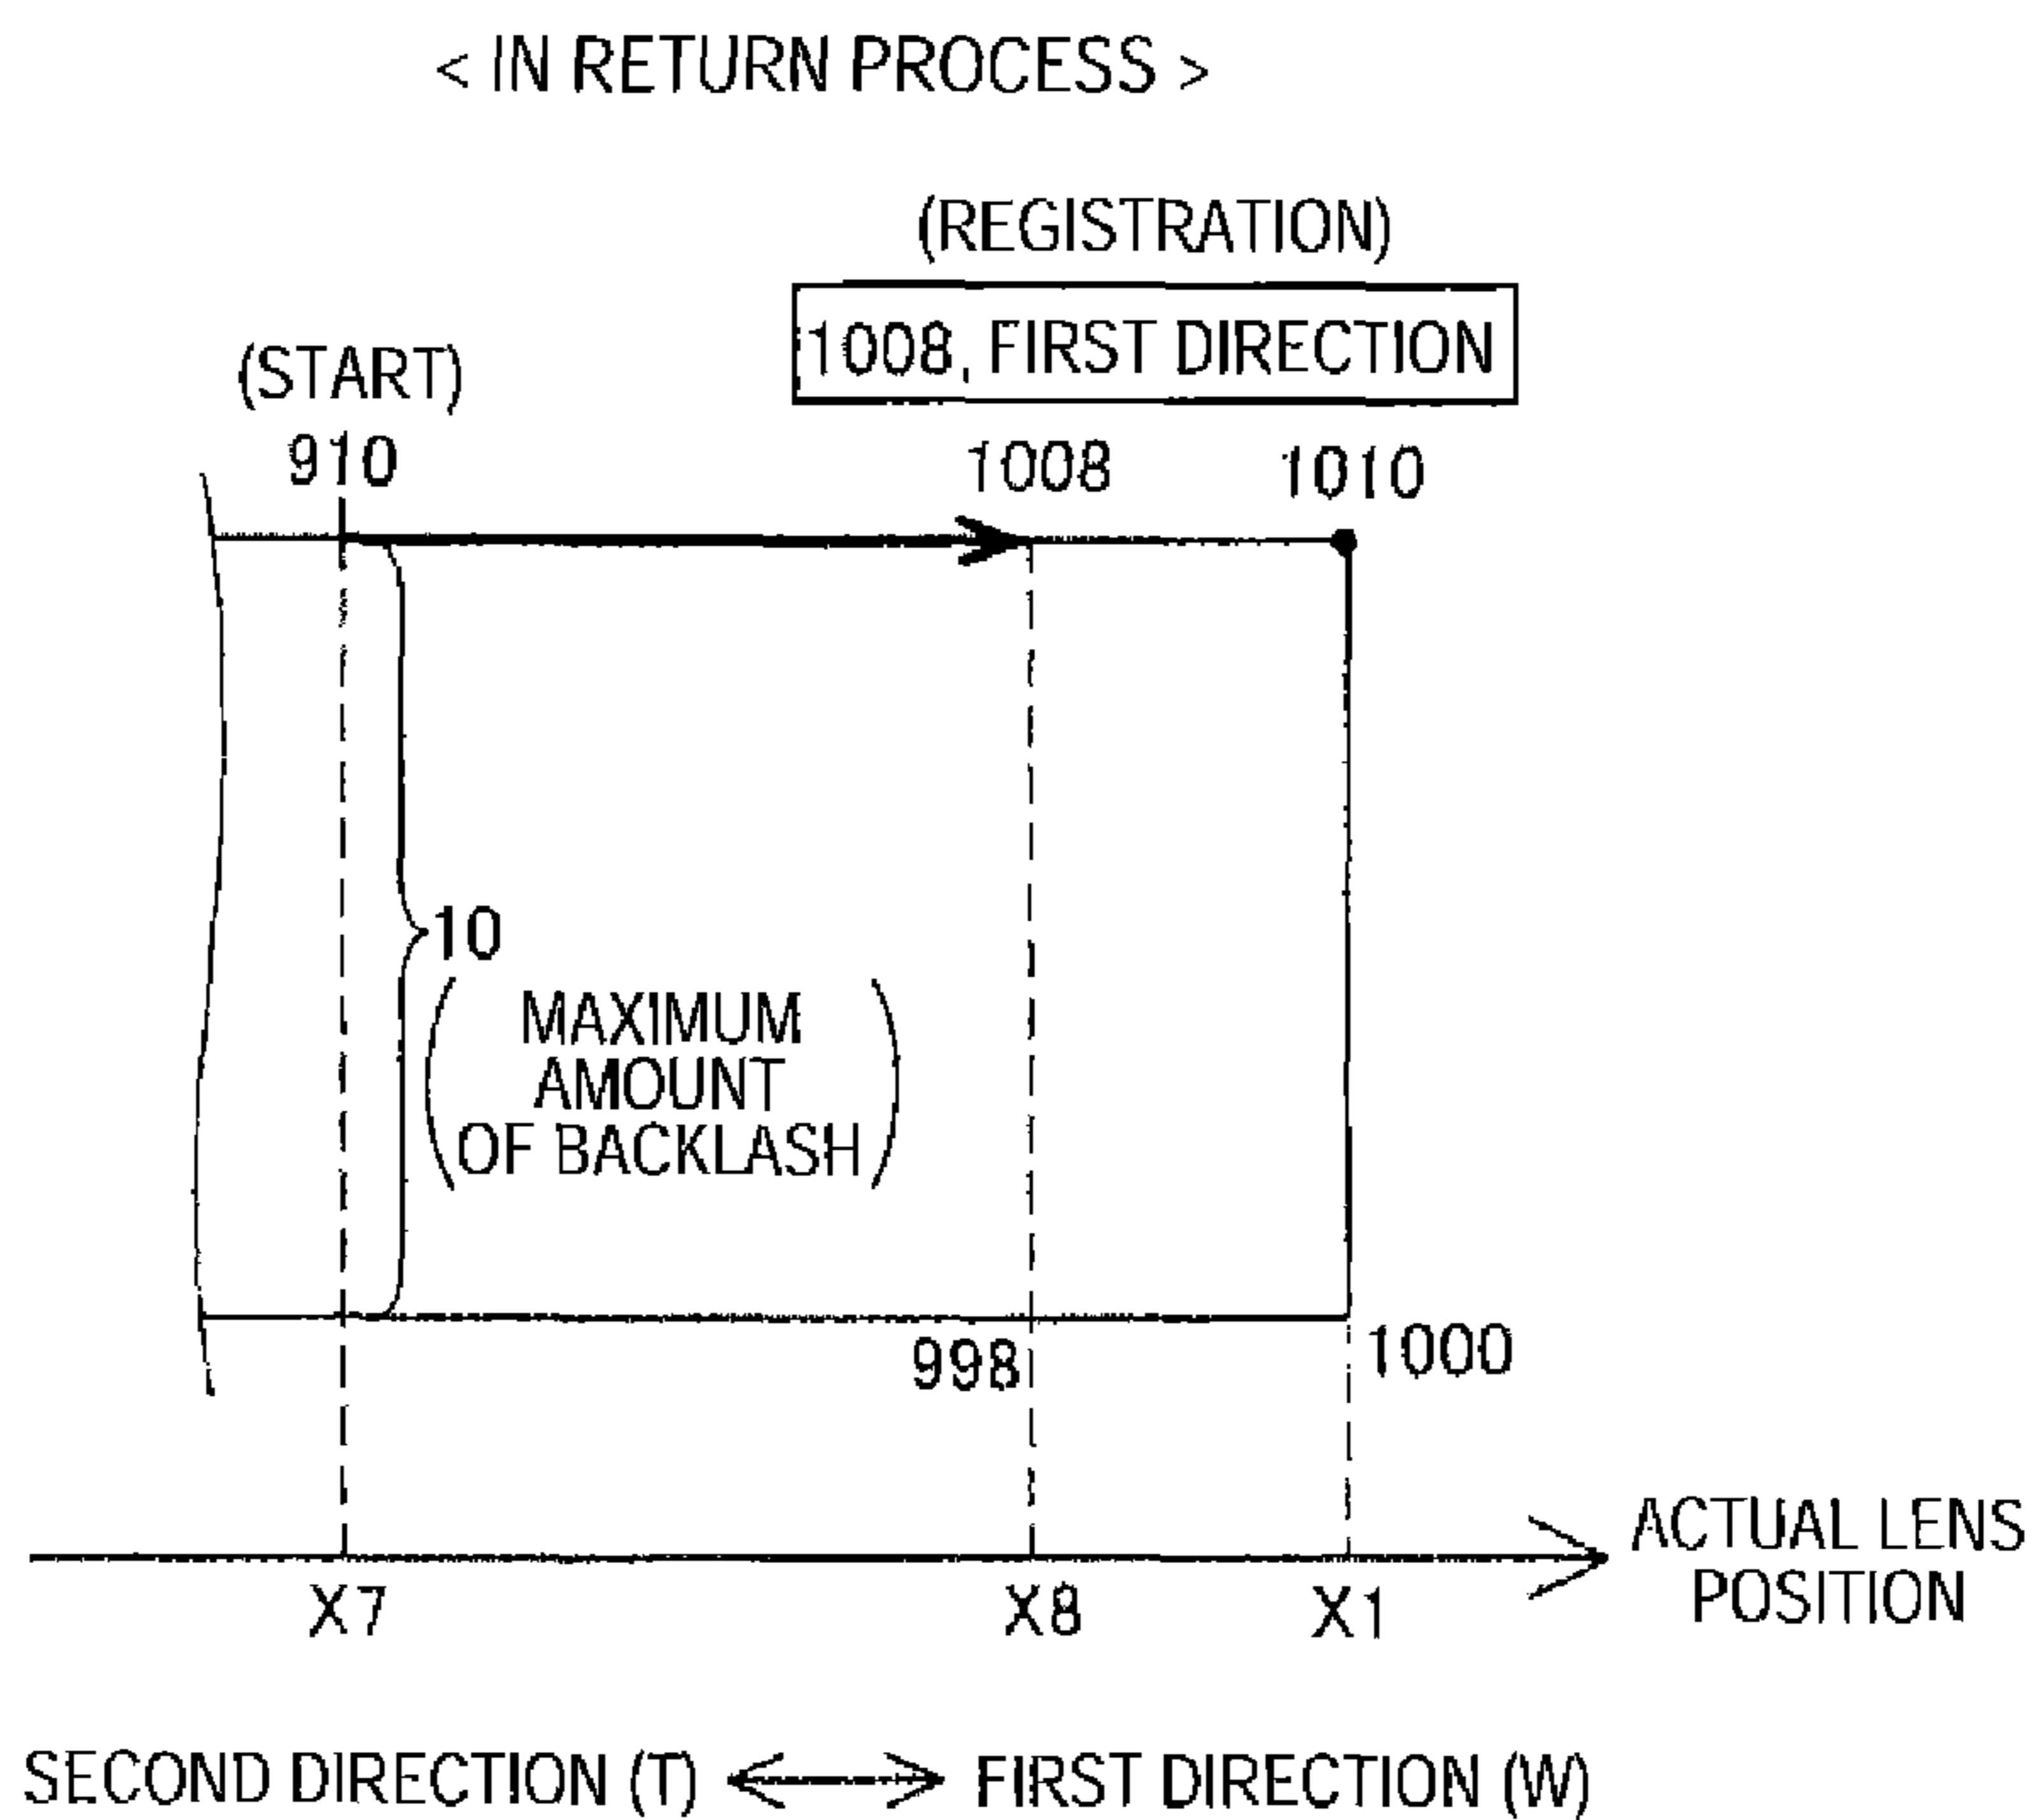 < IN RETURN PROCESS >
(REGISTRATION)
1008, FIRST DIRECTION
(START)
910
1008
1010
10
(MAXIMUM
AMOUNT
OF BACKLASH)
998
1000
ACTUAL LENS
POSITION
X7
X8
X1
SECOND DIRECTION (T)
FIRST DIRECTION (W)